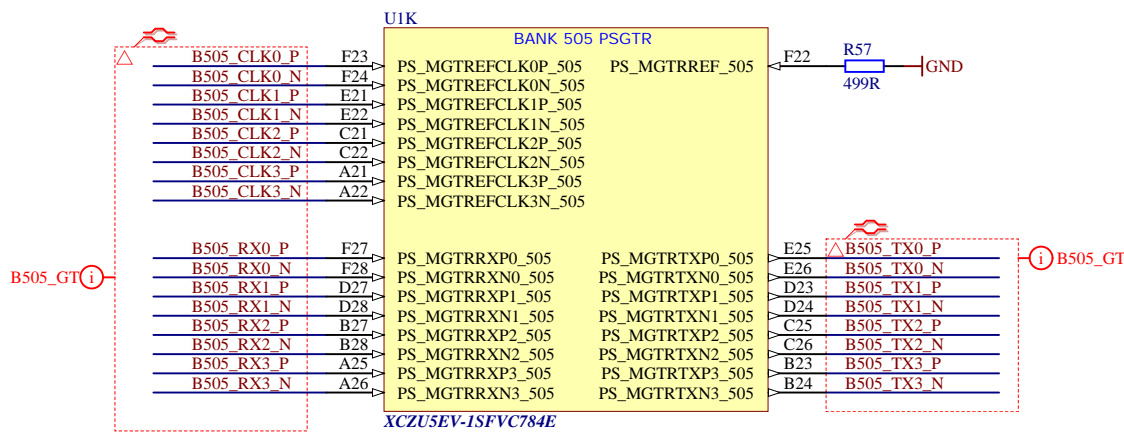 U1K
BANK 505 PSGTR
B505_CLK0_P F23 PS_MGTREFCLK0P_505 PS_MGTRREF_505 F22 R57 499R GND
B505_CLK0_N F24 PS_MGTREFCLK0N_505
B505_CLK1_P E21 PS_MGTREFCLK1P_505
B505_CLK1_N E22 PS_MGTREFCLK1N_505
B505_CLK2_P C21 PS_MGTREFCLK2P_505
B505_CLK2_N C22 PS_MGTREFCLK2N_505
B505_CLK3_P A21 PS_MGTREFCLK3P_505
B505_CLK3_N A22 PS_MGTREFCLK3N_505
B505_RX0_P F27 PS_MGTRRXP0_505 PS_MGTRTXP0_505 E25 B505_TX0_P
B505_GT i B505_RX0_N F28 PS_MGTRRXN0_505 PS_MGTRTXN0_505 E26 B505_TX0_N i B505_GT
B505_RX1_P D27 PS_MGTRRXP1_505 PS_MGTRTXP1_505 D23 B505_TX1_P
B505_RX1_N D28 PS_MGTRRXN1_505 PS_MGTRTXN1_505 D24 B505_TX1_N
B505_RX2_P B27 PS_MGTRRXP2_505 PS_MGTRTXP2_505 C25 B505_TX2_P
B505_RX2_N B28 PS_MGTRRXN2_505 PS_MGTRTXN2_505 C26 B505_TX2_N
B505_RX3_P A25 PS_MGTRRXP3_505 PS_MGTRTXP3_505 B23 B505_TX3_P
B505_RX3_N A26 PS_MGTRRXN3_505 PS_MGTRTXN3_505 B24 B505_TX3_N
XCZU5EV-1SFVC784E